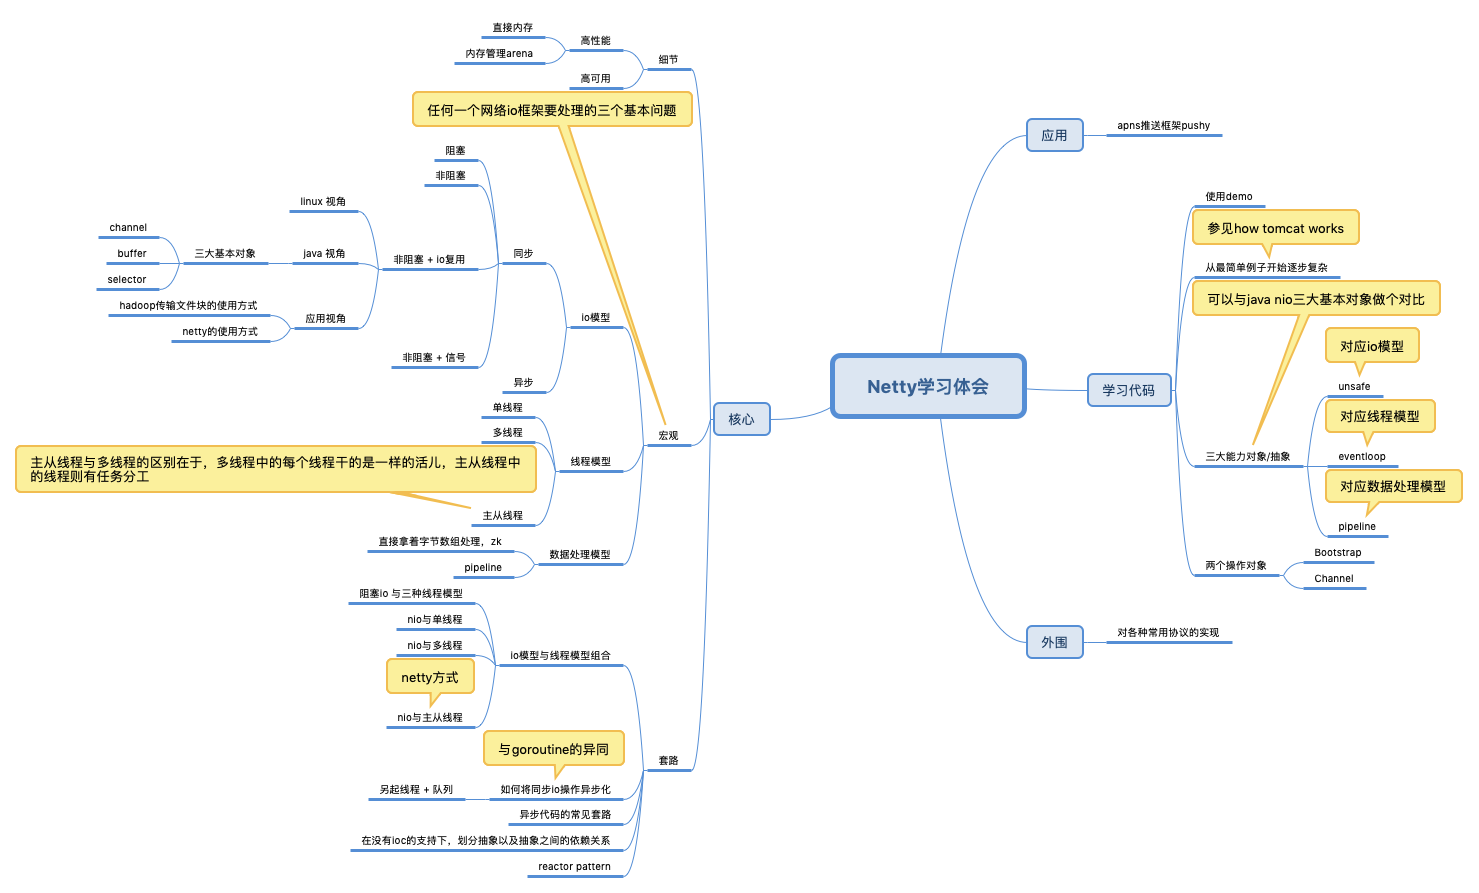 Netty学习体会
应用
apns推送框架pushy
学习代码
使用demo
参见how tomcat works
从最简单例子开始逐步复杂
可以与java nio三大基本对象做个对比
三大能力对象/抽象
对应io模型
unsafe
对应线程模型
eventloop
对应数据处理模型
pipeline
两个操作对象
Bootstrap
Channel
外围
对各种常用协议的实现
核心
细节
高性能
直接内存
内存管理arena
高可用
任何一个网络io框架要处理的三个基本问题
宏观
io模型
同步
阻塞
非阻塞
非阻塞 + io复用
linux 视角
java 视角
三大基本对象
channel
buffer
selector
应用视角
hadoop传输文件块的使用方式
netty的使用方式
非阻塞 + 信号
异步
线程模型
单线程
多线程
主从线程与多线程的区别在于，多线程中的每个线程干的是一样的活儿，主从线程中
的线程则有任务分工
主从线程
数据处理模型
直接拿着字节数组处理，zk
pipeline
套路
io模型与线程模型组合
阻塞io 与三种线程模型
nio与单线程
nio与多线程
netty方式
nio与主从线程
与goroutine的异同
如何将同步io操作异步化
另起线程 + 队列
异步代码的常见套路
在没有ioc的支持下，划分抽象以及抽象之间的依赖关系
reactor pattern